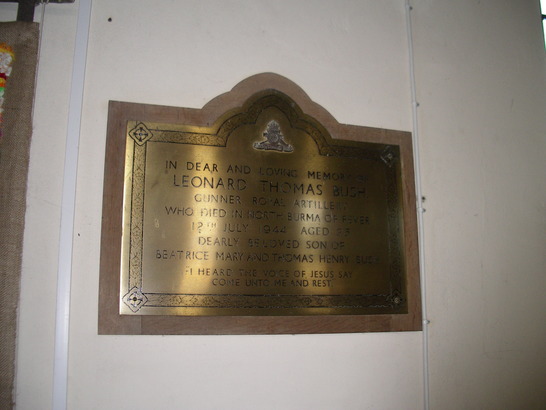 IN DEAR AND LOVING MEMORY OF
LEONARD THOMAS BUSH
GUNNER ROYAL ARTILLERY
WHO DIED IN NORTH BURMA OF FEVER
12TH JULY 1944 AGED
DEARLY BELOVED SON OF
BEATRICE MARY AND THOMAS HENRY BUSH
"I HEARD THE VOICE OF JESUS SAY
COME UNTO ME AND REST"